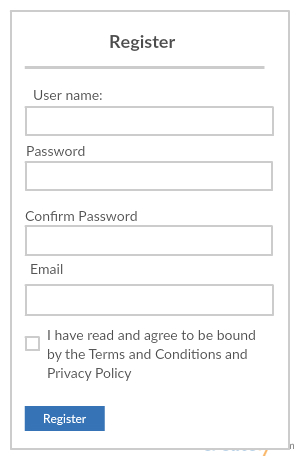 Register
User name:
Password
Confirm Password
Email
I have read and agree to be bound
by the Terms and Conditions and
Privacy Policy
Register